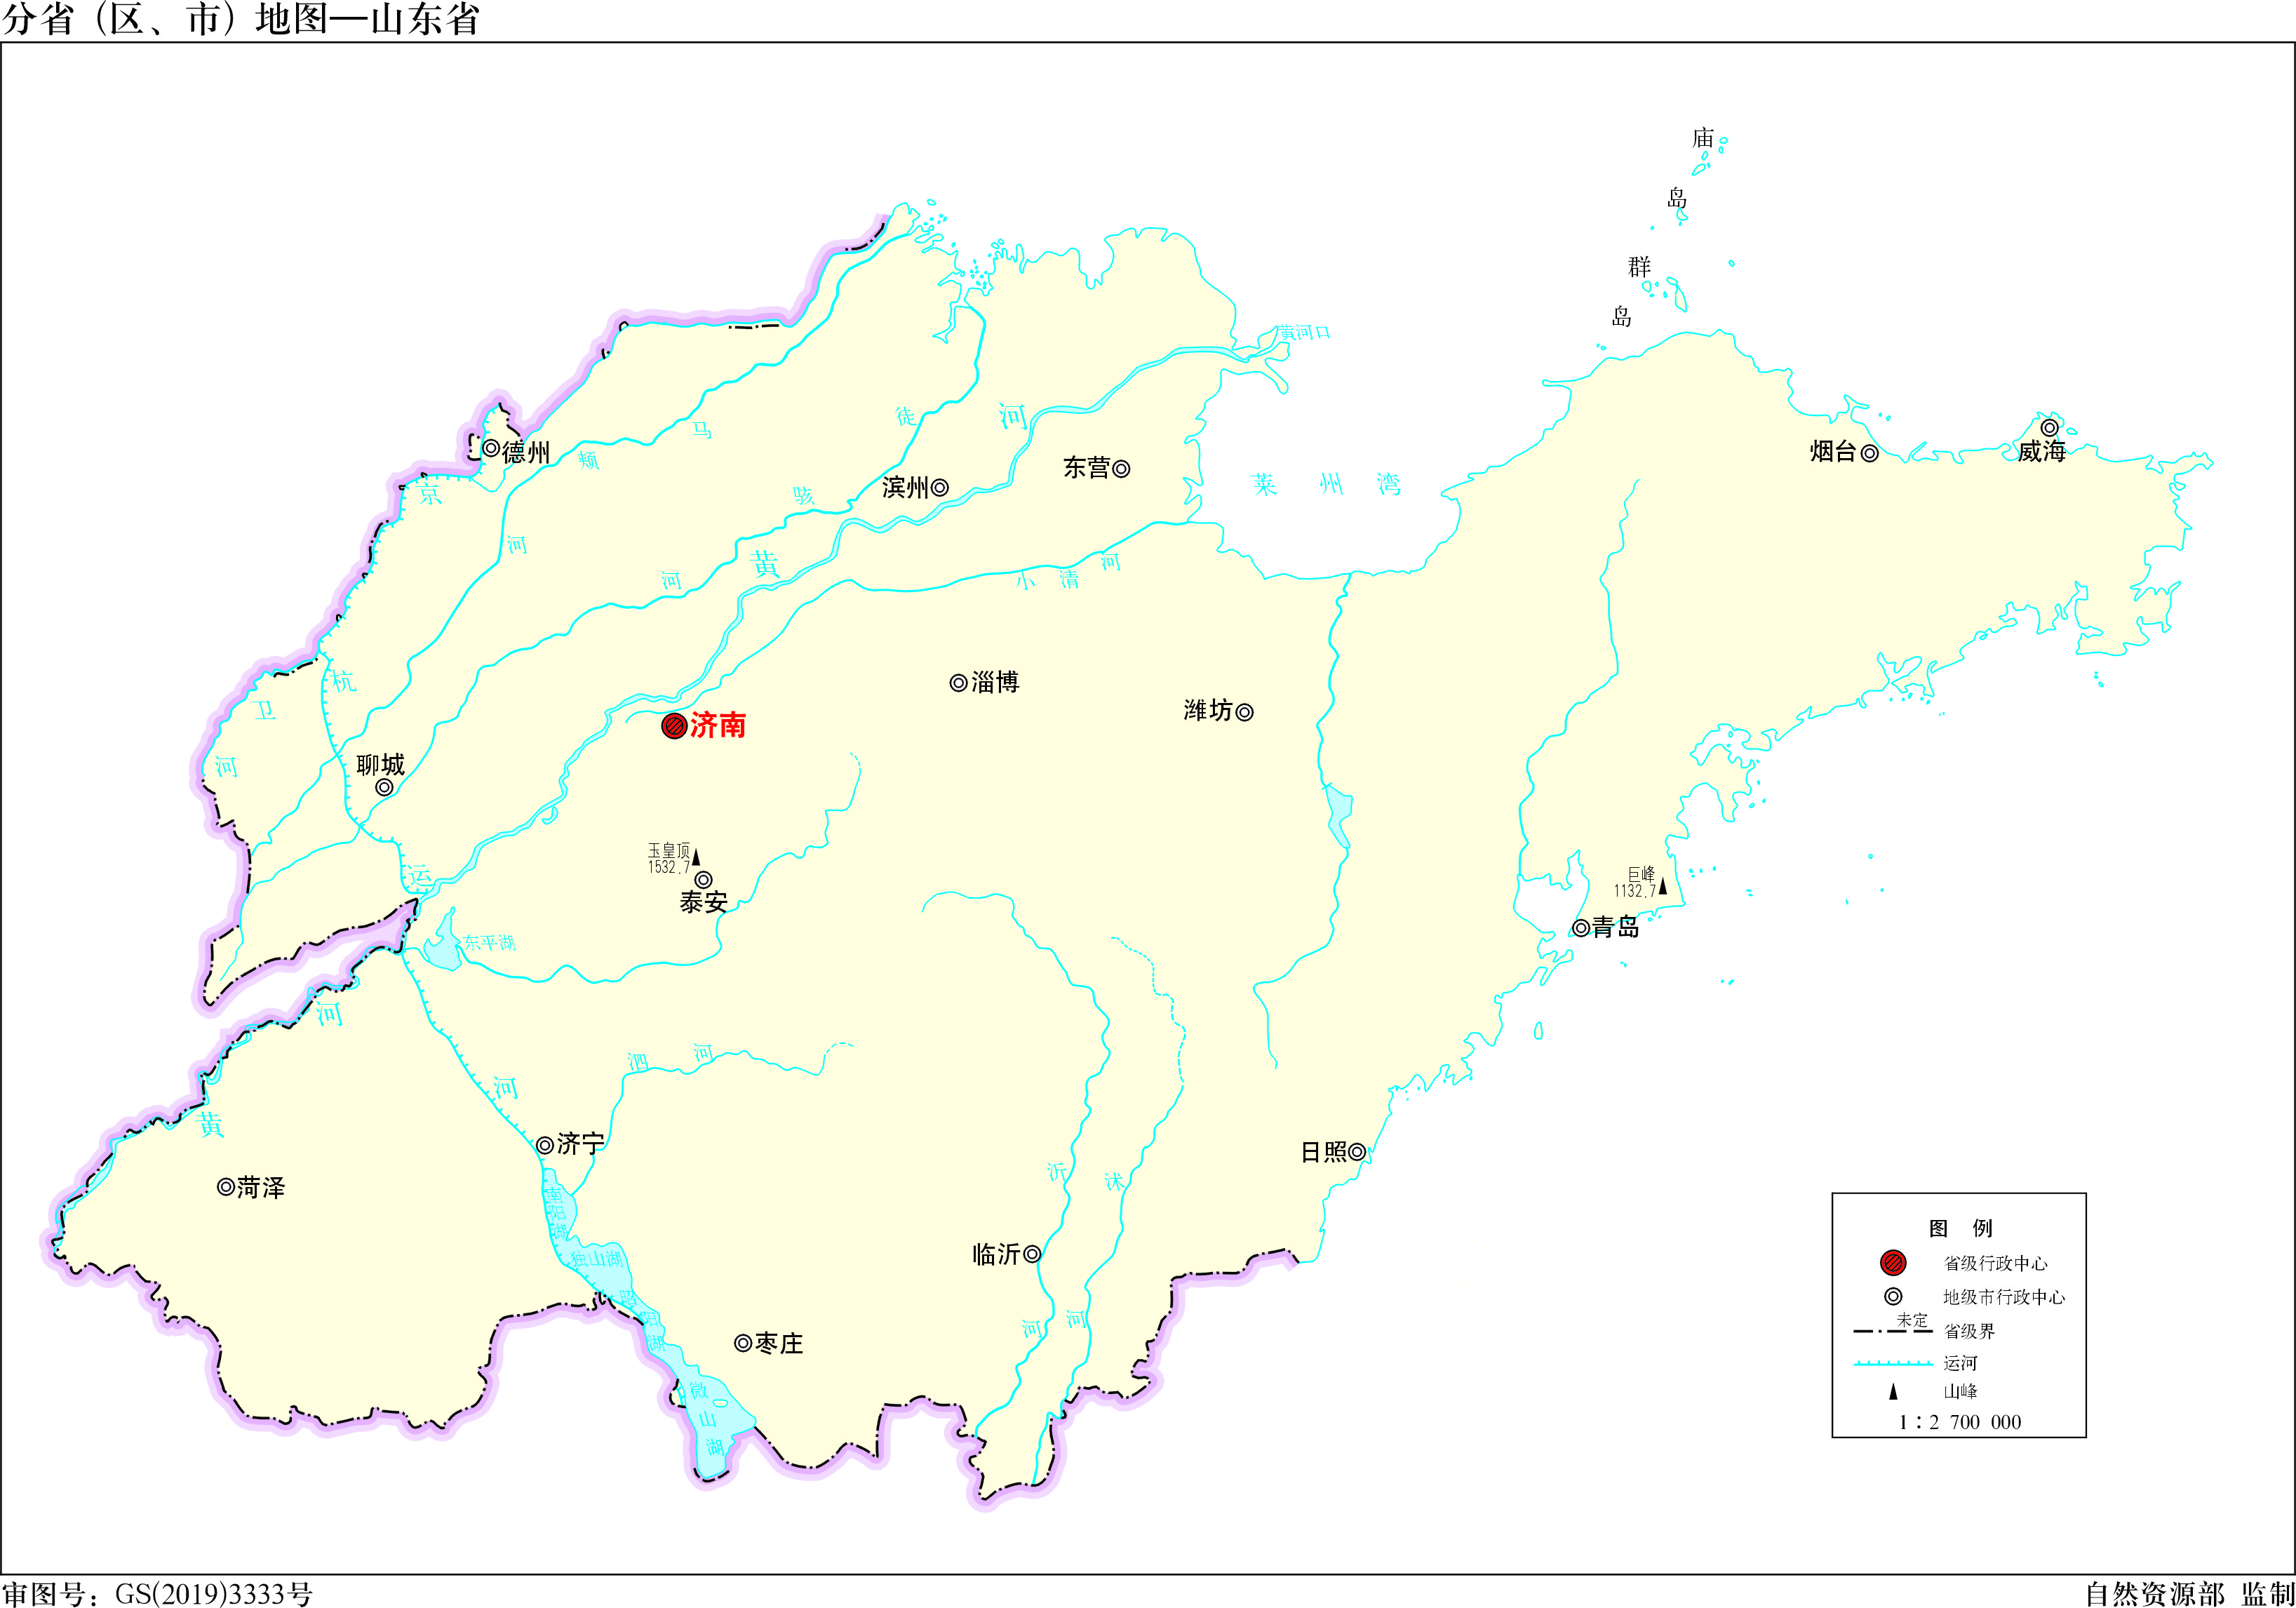 分省（区、市）地图—山东省
庙
岛
群
岛
黄河口
德州
京
马
颊
河
徒
骇
河
河
黄
滨州
东营
莱 州 湾
烟台
威海
小 清 河
杭
卫
河
淄博
潍坊
济南
聊城
运
玉皇顶
1532.7
泰安
巨峰
1132.7
青岛
东平湖
河
黄
河
泗 河
济宁
菏泽
日照
沂
沭
南
阳
湖
独山湖
临沂
河
河
昭
阳
湖
枣庄
微
山
湖
图 例
省级行政中心
地级市行政中心
未定
省级界
运河
山峰
1：2 700 000
审图号：GS(2019)3333号
自然资源部 监制